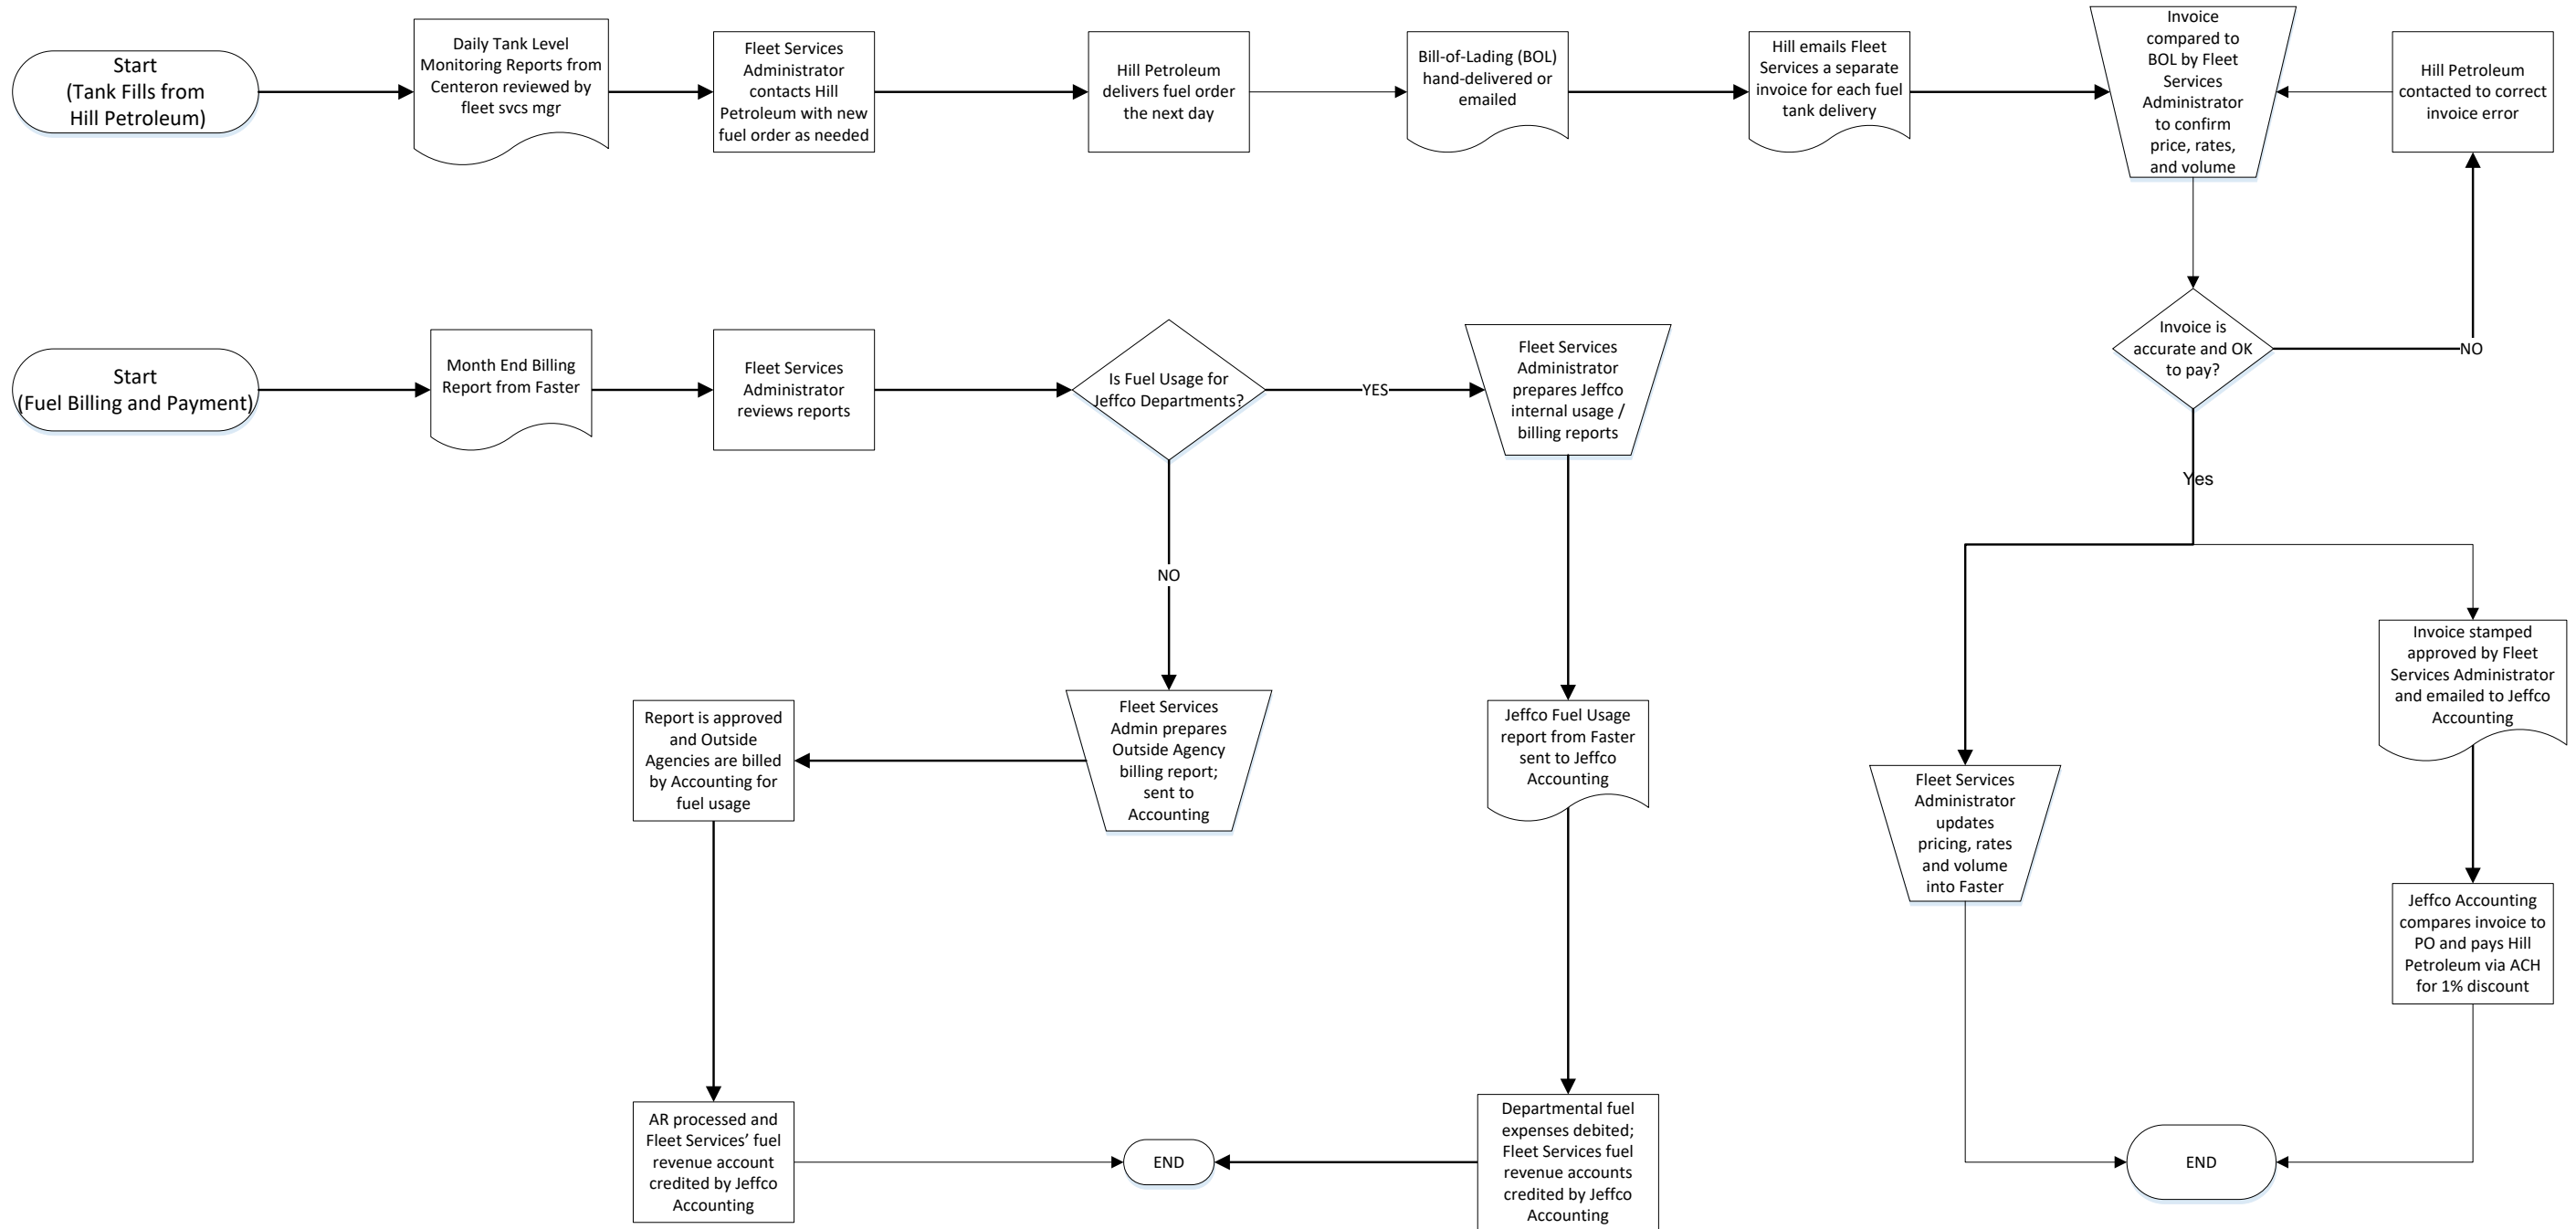 Start
(Tank Fills from
Hill Petroleum)
Daily Tank Level
Monitoring Reports from
Centeron reviewed by
fleet svcs mgr
Fleet Services
Administrator
contacts Hill
Petroleum with new
fuel order as needed
Hill Petroleum
delivers fuel order
the next day
Bill-of-Lading (BOL)
hand-delivered or
emailed
Hill emails Fleet
Services a separate
invoice for each fuel
tank delivery
Invoice
compared to
BOL by Fleet
Services
Administrator
to confirm
price, rates,
and volume
Hill Petroleum
contacted to correct
invoice error
Invoice is
accurate and OK
to pay?
NO
Yes
Start
(Fuel Billing and Payment)
Month End Billing
Report from Faster
Fleet Services
Administrator
reviews reports
Is Fuel Usage for
Jeffco Departments?
YES
Fleet Services
Administrator
prepares Jeffco
internal usage /
billing reports
NO
Report is approved
and Outside
Agencies are billed
by Accounting for
fuel usage
Fleet Services
Admin prepares
Outside Agency
billing report;
sent to
Accounting
Jeffco Fuel Usage
report from Faster
sent to Jeffco
Accounting
Fleet Services
Administrator
updates
pricing, rates
and volume
into Faster
Invoice stamped
approved by Fleet
Services Administrator
and emailed to Jeffco
Accounting
Jeffco Accounting
compares invoice to
PO and pays Hill
Petroleum via ACH
for 1% discount
AR processed and
Fleet Services’ fuel
revenue account
credited by Jeffco
Accounting
END
Departmental fuel
expenses debited;
Fleet Services fuel
revenue accounts
credited by Jeffco
Accounting
END